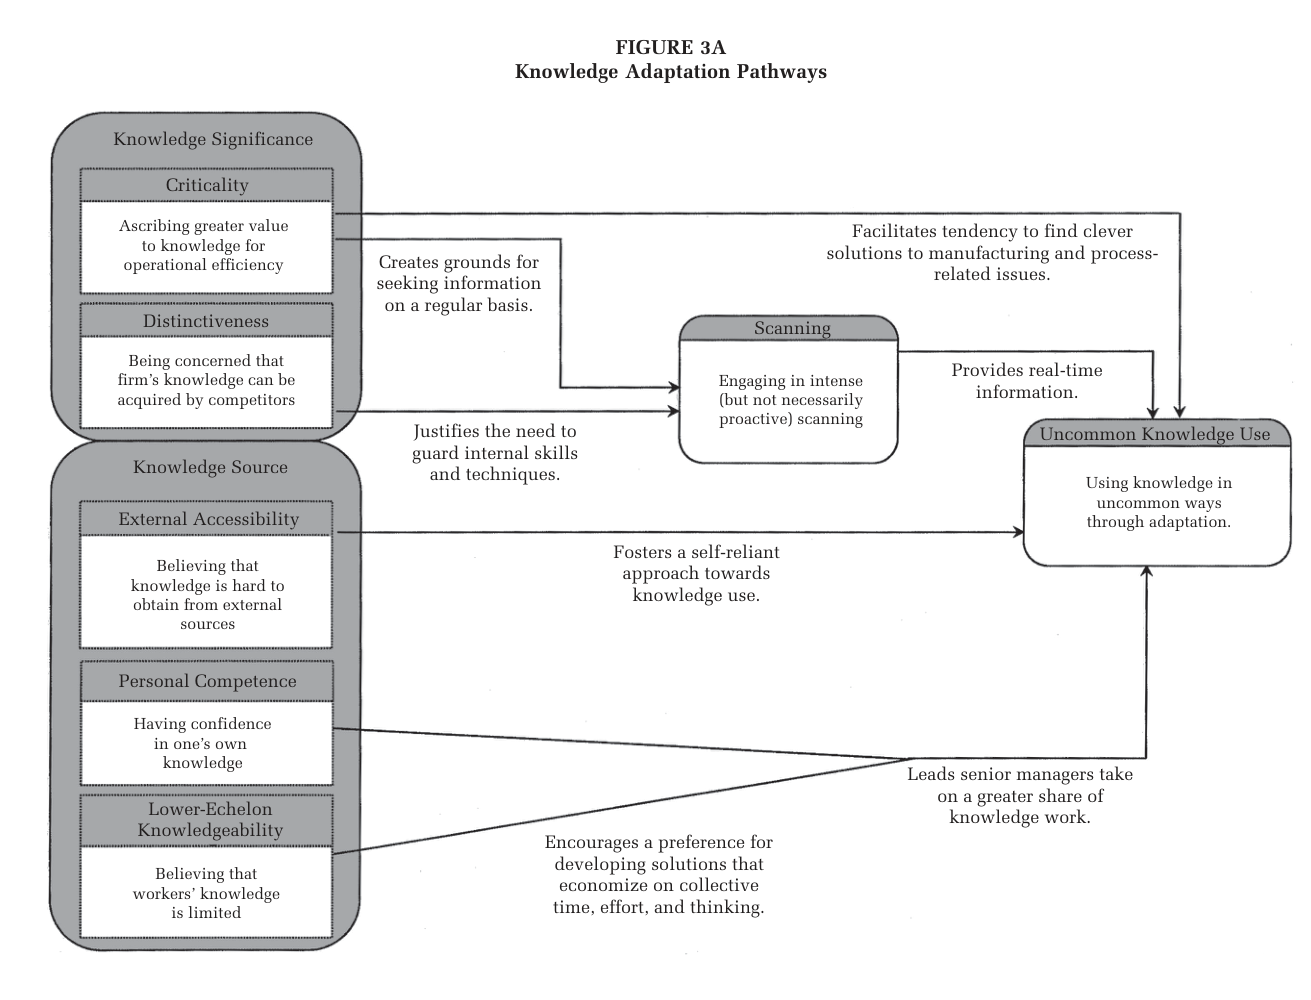 FIGURE 3A
Knowledge Adaptation Pathways
Knowledge Significance
Criticality
Ascribing greater value
to knowledge for
operational efficiency
Distinctiveness
Being concerned that
firm’s knowledge can be
acquired by competitors
Knowledge Source
External Accessibility
Believing that
knowledge is hard to
obtain from external
sources
Personal Competence
Having confidence
in one’s own
knowledge
Lower-Echelon
Knowledgeability
Believing that
workers’ knowledge
is limited
Creates grounds for
seeking information
on a regular basis.
Justifies the need to
guard internal skills
and techniques.
Scanning
Engaging in intense
(but not necessarily
proactive) scanning
Facilitates tendency to find clever
solutions to manufacturing and process-
related issues.
Provides real-time
information.
Uncommon Knowledge Use
Using knowledge in
uncommon ways
through adaptation.
Fosters a self-reliant
approach towards
knowledge use.
Leads senior managers take
on a greater share of
knowledge work.
Encourages a preference for
developing solutions that
economize on collective
time, effort, and thinking.